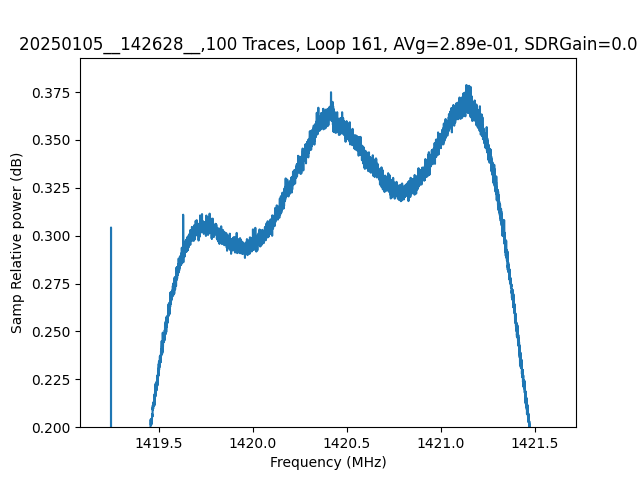 20250105__142628__,100 Traces, Loop 161, AVg=2.89e-01, SDRGain=0.0
Samp Relative power (dB)
0.375
0.350
0.325
0.300
0.275
0.250
0.225
0.200
1419.5 1420.0 1420.5 1421.0 1421.5
Frequency (MHz)